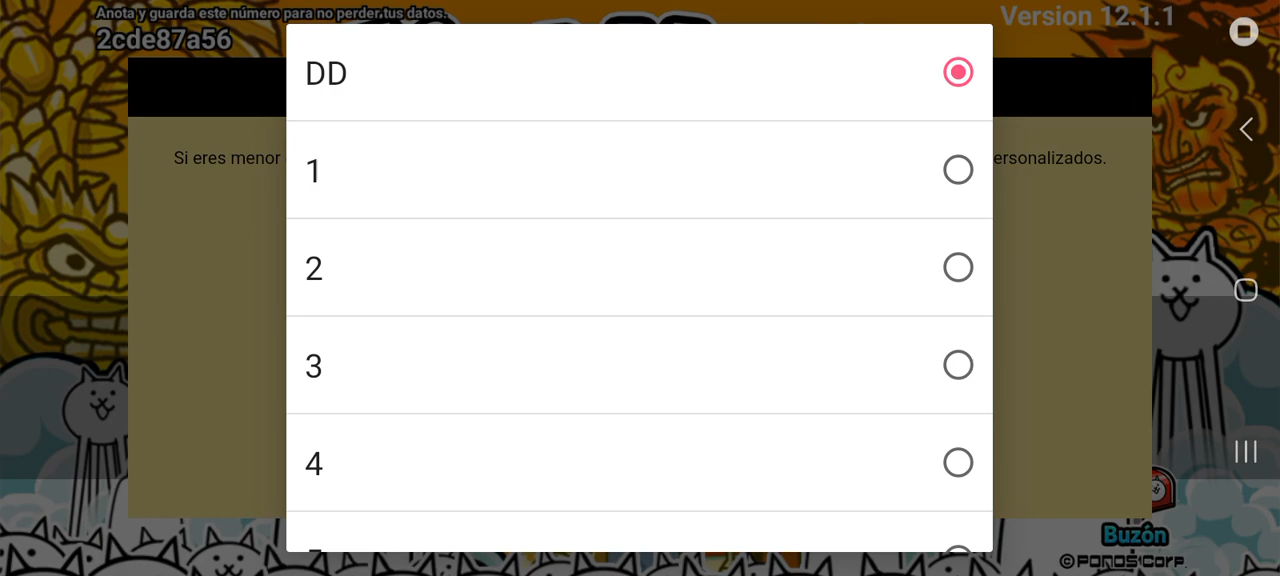 Anota y guarda este número para no perder tus datos.
2cde87a56
Version 12.1.1
DD
1
Si eres menor
ersonalizados.
2
3
4
Buzón
©PONOS Corp.